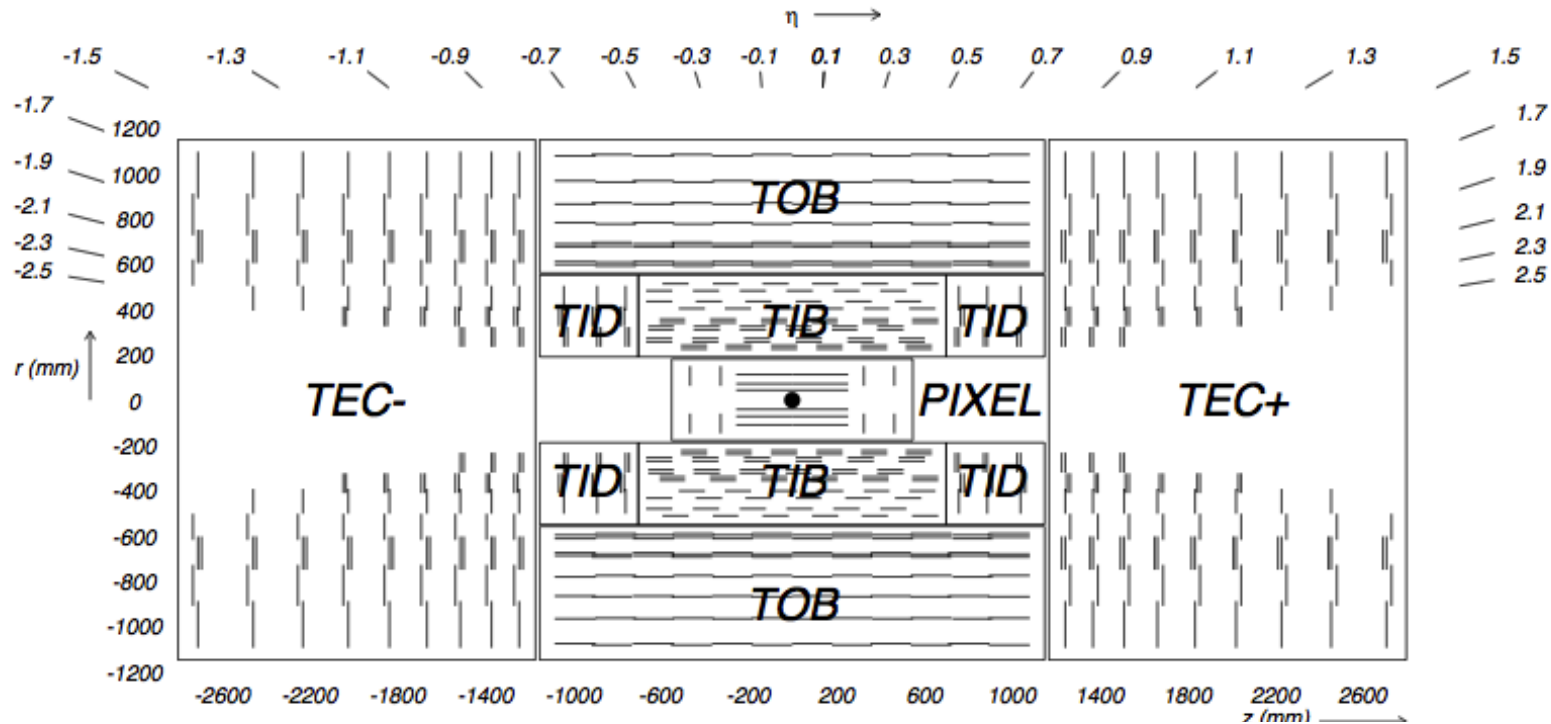 η
-1.5 -1.3 -1.1 -0.9 -0.7 -0.5 -0.3 -0.1 0.1 0.3 0.5 0.7 0.9 1.1 1.3 1.5
-1.7 1.7
1200
-1.9 1.9
1000
TOB
-2.1 2.1
800
-2.3 2.3
600
-2.5 2.5
400
TID TIB TID
200
r (mm)
0
TEC- PIXEL TEC+
-200
-400
TID TIB TID
-600
-800
TOB
-1000
-1200
-2600 -2200 -1800 -1400 -1000 -600 -200 200 600 1000 1400 1800 2200 2600
z (mm)